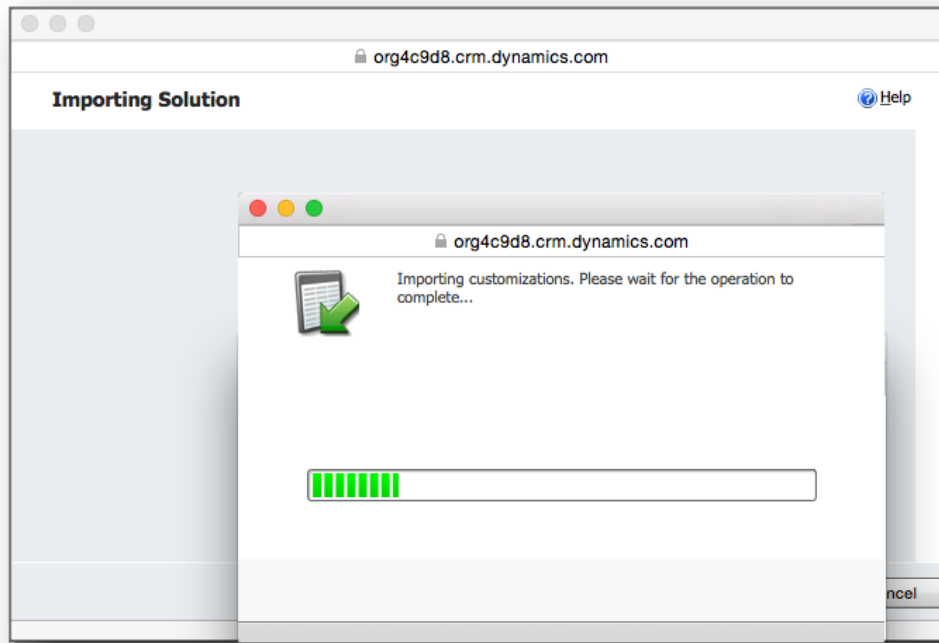 org4c9d8.crm.dynamics.com
Importing Solution
Help
org4c9d8.crm.dynamics.com
Importing customizations. Please wait for the operation to
complete...
ncel